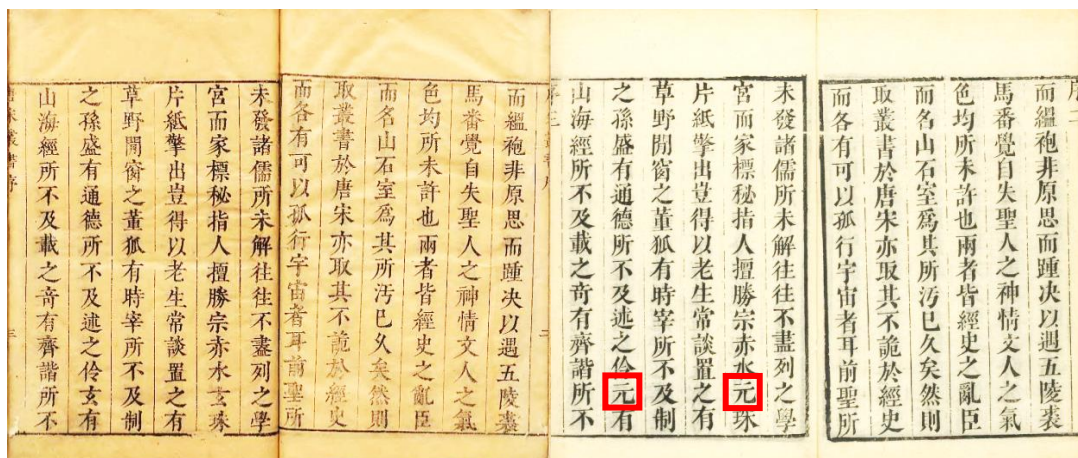 而緼袍非原思而踵决以遇五陵裘
馬番覺自失聖人之神情文人之氣
色均所未許也兩者皆經史之亂臣
而名山石室爲其所汚已久矣然則
取叢書於唐宋亦取其不詭於經史
而各有可以孤行宇宙者耳前聖所
未發諸儒所未解往往不盡列之學
宮而家標秘指人擅勝宗赤水元珠
片紙擎出豈得以老生常談置之有
草野閒窗之董狐有時宰所不及制
之孫盛有通德所不及述之伶元有
山海經所不及載之奇有齊諧所不
而緼袍非原思而踵决以遇五陵裘
馬番覺自失聖人之神情文人之氣
色均所未許也兩者皆經史之亂臣
而名山石室爲其所汚已久矣然則
取叢書於唐宋亦取其不詭於經史
而各有可以孤行宇宙者耳前聖所
未發諸儒所未解往往不盡列之學
宮而家標秘指人擅勝宗赤水玄珠
片紙擎出豈得以老生常談置之有
草野閒窗之董狐有時宰所不及制
之孫盛有通德所不及述之伶玄有
山海經所不及載之奇有齊諧所不